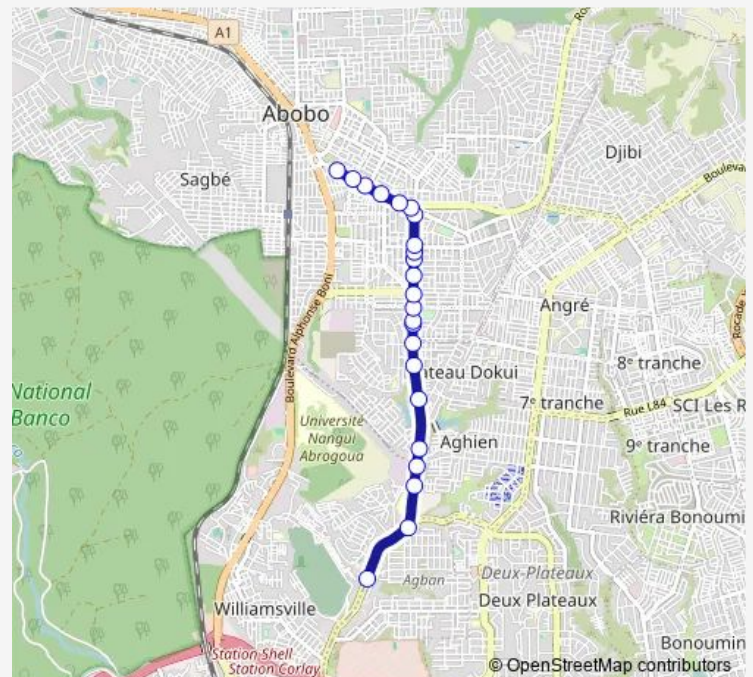 A1
Abobo
Djibi
Sagbé
Boulevard Alphonse Boni
Angré
8ᵉ tranche
National
Banco
ateau Dokui
7ᵉ tranche
Rue L84
SCI Les R
Université
Nangui
Abrogoua
Aghien
9ᵉ tranche
Riviéra Bonoumi
Agban
Deux-Plateaux
Deux Plateaux
Williamsville
Bonoumin
Station Shell
Station Corlay
© OpenStreetMap contributors